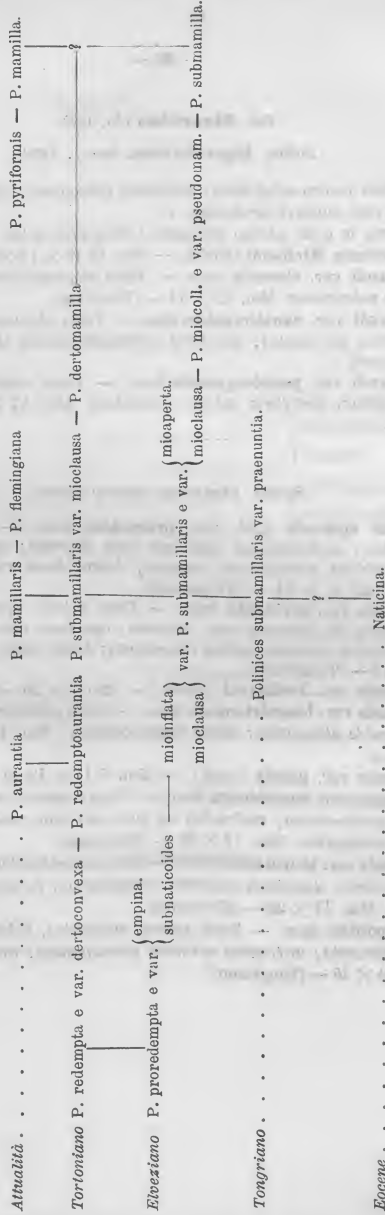 Attualità . . . . . . . . . . . . . . . . P. aurantia P. mamillaris — P. flemingiana P. pyriformis — P. mamilla.
Tortoniano P. redempta e var. dertoconvexa — P. redemptoaurantia P. submamillaris var. mioclausa — P. dertomamilla ?
Elveziano P. proredempta e var. {empina. subnaticoides — mioinflata mioclausa} var. P. submamillaris e var. {mioaperta. mioclausa — P. miocoll. e var. pseudomam. — P. submamilla.
Tongriano . . . . . . . . . . . . . . . . Polinices submamillaris var. praenuntia.
?
Eocene . . . . . . . . . . . . . . . . Naticina.